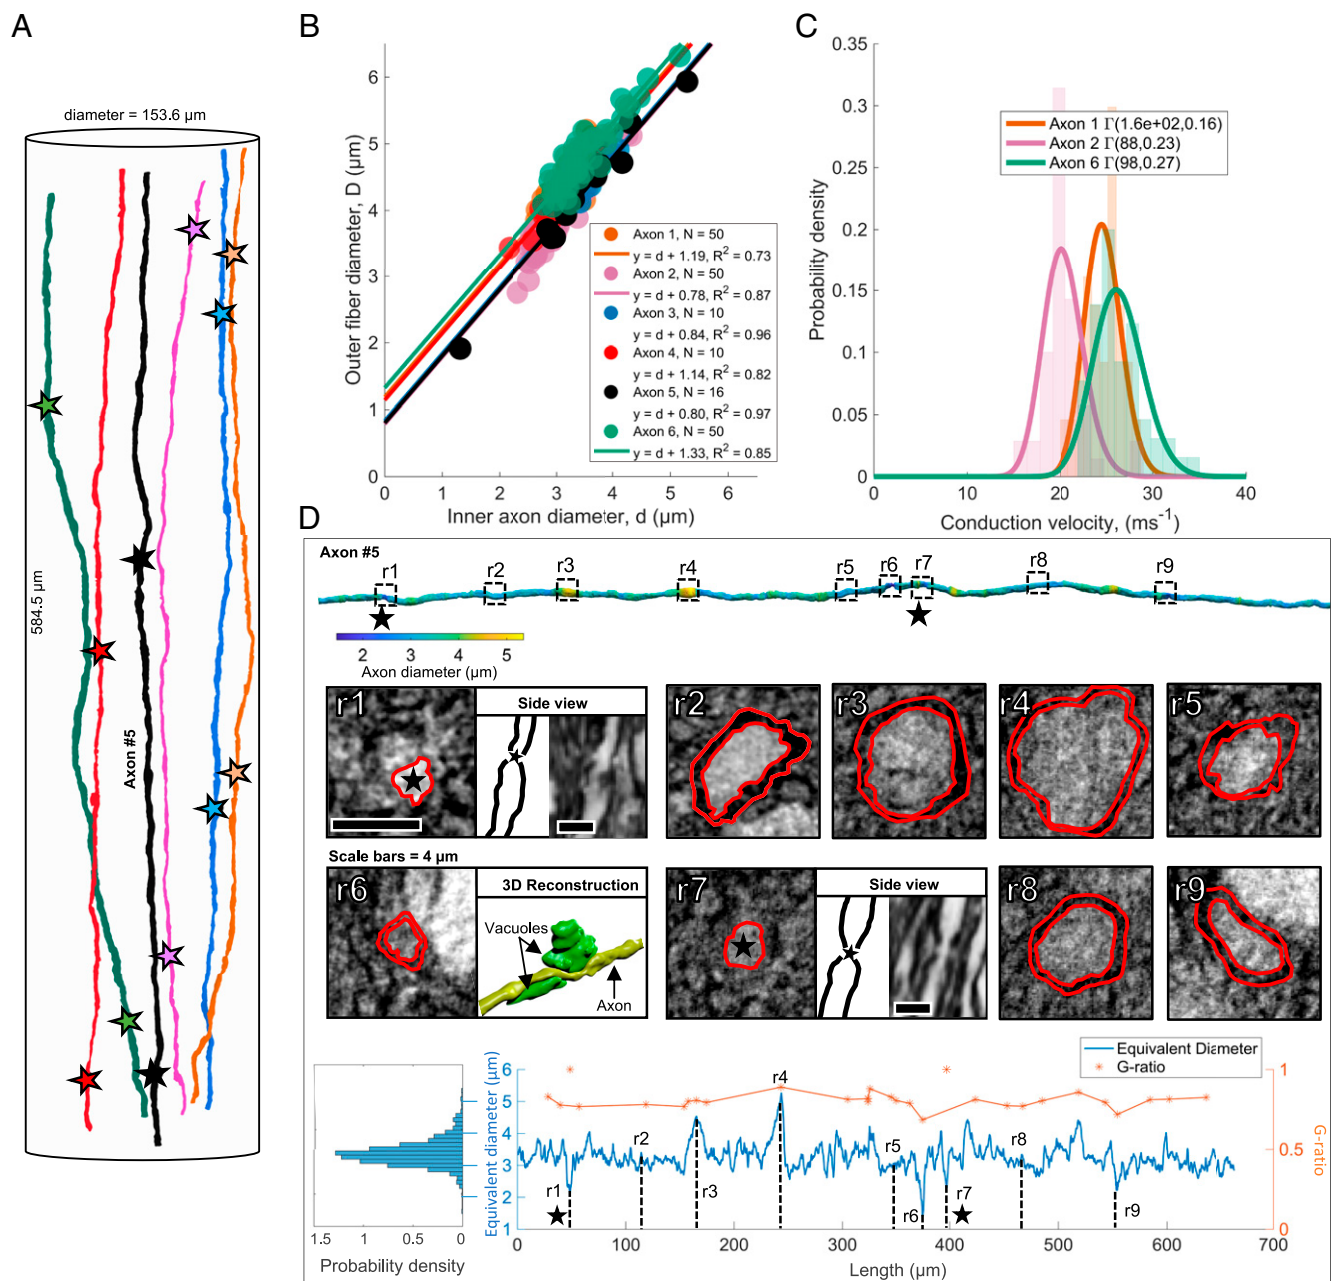 A
diameter = 153.6 µm
584.5 µm
Axon #5
B
Outer fiber diameter, D (µm)
6
5
4
3
2
1
0
0 1 2 3 4 5 6
Inner axon diameter, d (µm)
Axon 1, N = 50
y = d + 1.19, R² = 0.73
Axon 2, N = 50
y = d + 0.78, R² = 0.87
Axon 3, N = 10
y = d + 0.84, R² = 0.96
Axon 4, N = 10
y = d + 1.14, R² = 0.82
Axon 5, N = 16
y = d + 0.80, R² = 0.97
Axon 6, N = 50
y = d + 1.33, R² = 0.85
C
Probability density
0.35
0.3
0.25
0.2
0.15
0.1
0.05
0
0 10 20 30 40
Conduction velocity, (ms⁻¹)
Axon 1 Γ(1.6e+02,0.16)
Axon 2 Γ(88,0.23)
Axon 6 Γ(98,0.27)
D
Axon #5
r1 r2 r3 r4 r5 r6 r7 r8 r9
2 3 4 5
Axon diameter (µm)
r1
Side view
r2
r3
r4
r5
Scale bars = 4 µm
r6
3D Reconstruction
Vacuoles
Axon
r7
Side view
r8
r9
1.5 1 0.5 0
Probability density
Equivalent diameter (µm)
6
5
4
3
2
1
Equivalent Diameter
G-ratio
r1
r2
r3
r4
r5
r6
r7
r8
r9
1
0.5
0
G-ratio
0 100 200 300 400 500 600 700
Length (µm)